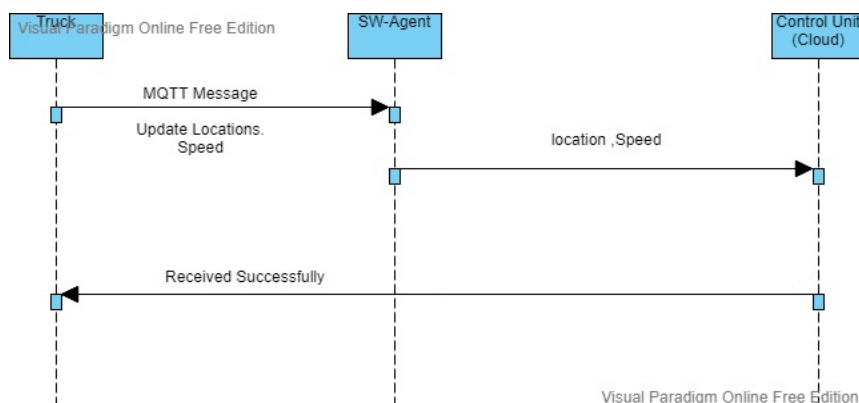 Truck
Visual Paradigm Online Free Edition
SW-Agent
Control Unit
(Cloud)
MQTT Message
Update Locations.
Speed
location ,Speed
Received Successfully
Visual Paradigm Online Free Edition